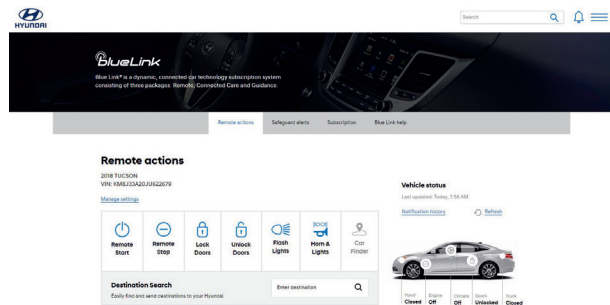 HYUNDAI
Search
blueLink
Blue Link® is a dynamic, connected car technology subscription system
consisting of three packages: Remote, Connected Care and Guidance.
Remote actions Safeguard alerts Subscription Blue Link help
Remote actions
2018 TUCSON
VIN: KM8J33A20JU622679
Manage settings
Remote Start
Remote Stop
Lock Doors
Unlock Doors
Flash Lights
Horn & Lights
Car Finder
Destination Search
Easily find and send destinations to your Hyundai
Enter destination
Vehicle status
Last updated: Today, 7:56 AM
Notification history Refresh
Hood Engine Climate Doors Trunk
Closed Off Off Unlocked Closed